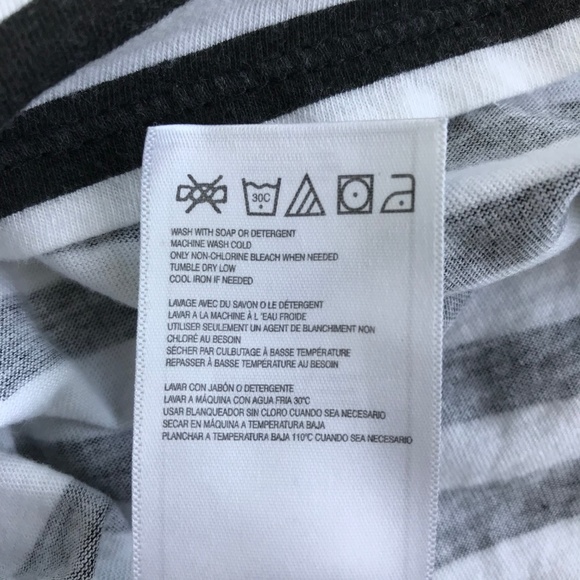 30C
WASH WITH SOAP OR DETERGENT
MACHINE WASH COLD
ONLY NON-CHLORINE BLEACH WHEN NEEDED
TUMBLE DRY LOW
COOL IRON IF NEEDED
LAVAGE AVEC DU SAVON O LE DÉTERGENT
LAVAR A LA MACHINE À L 'EAU FROIDE
UTILISER SEULEMENT UN AGENT DE BLANCHIMENT NON
CHLORÉ AU BESOIN
SÉCHER PAR CULBUTAGE À BASSE TEMPÉRATURE
REPASSER À BASSE TEMPÉRATURE AU BESOIN
LAVAR CON JABÓN O DETERGENTE
LAVAR A MÁQUINA CON AGUA FRIA 30°C
USAR BLANQUEADOR SIN CLORO CUANDO SEA NECESARIO
SECAR EN MÁQUINA A TEMPERATURA BAJA
PLANCHAR A TEMPERATURA BAJA 110°C CUANDO SEA NECESARIO